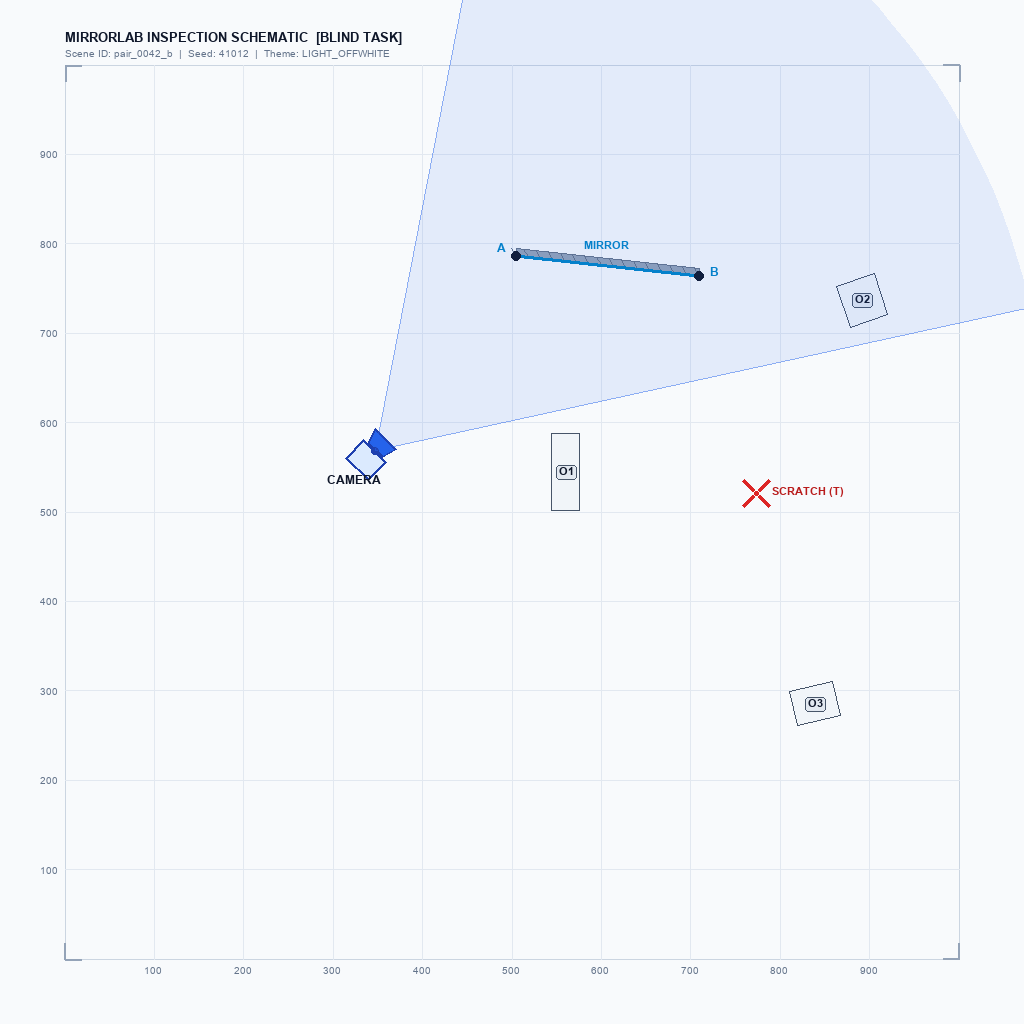 MIRRORLAB INSPECTION SCHEMATIC [BLIND TASK]
Scene ID: pair_0042_b | Seed: 41012 | Theme: LIGHT_OFFWHITE
900
800
700
600
500
400
300
200
100
A
MIRROR
B
O2
CAMERA
O1
SCRATCH (T)
O3
100 200 300 400 500 600 700 800 900